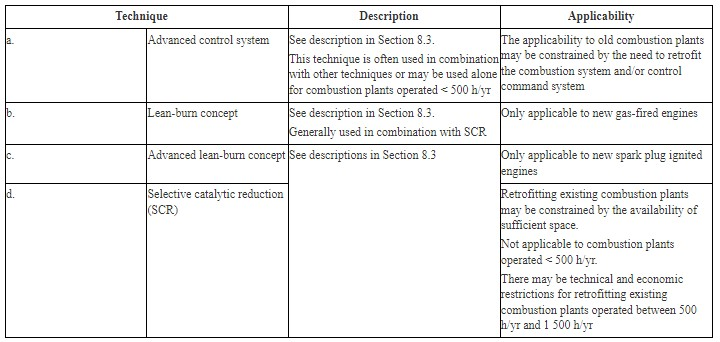 Technique
Description
Applicability
a.
Advanced control system
See description in Section 8.3.
This technique is often used in combination
with other techniques or may be used alone
for combustion plants operated < 500 h/yr
The applicability to old combustion plants
may be constrained by the need to retrofit
the combustion system and/or control
command system
b.
Lean-burn concept
See description in Section 8.3.
Generally used in combination with SCR
Only applicable to new gas-fired engines
c.
Advanced lean-burn concept
See descriptions in Section 8.3
Only applicable to new spark plug ignited
engines
d.
Selective catalytic reduction
(SCR)
Retrofitting existing combustion plants
may be constrained by the availability of
sufficient space.
Not applicable to combustion plants
operated < 500 h/yr.
There may be technical and economic
restrictions for retrofitting existing
combustion plants operated between 500
h/yr and 1 500 h/yr